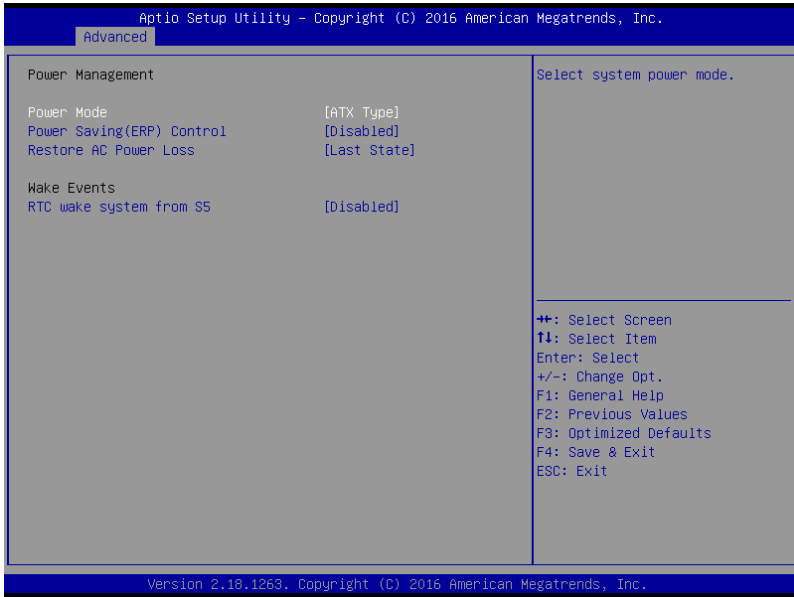 Aptio Setup Utility – Copyright (C) 2016 American Megatrends, Inc.
Advanced
Power Management
Power Mode [ATX Type]
Power Saving(ERP) Control [Disabled]
Restore AC Power Loss [Last State]
Wake Events
RTC wake system from S5 [Disabled]
Select system power mode.
→←: Select Screen
↑↓: Select Item
Enter: Select
+/-: Change Opt.
F1: General Help
F2: Previous Values
F3: Optimized Defaults
F4: Save & Exit
ESC: Exit
Version 2.18.1263. Copyright (C) 2016 American Megatrends, Inc.